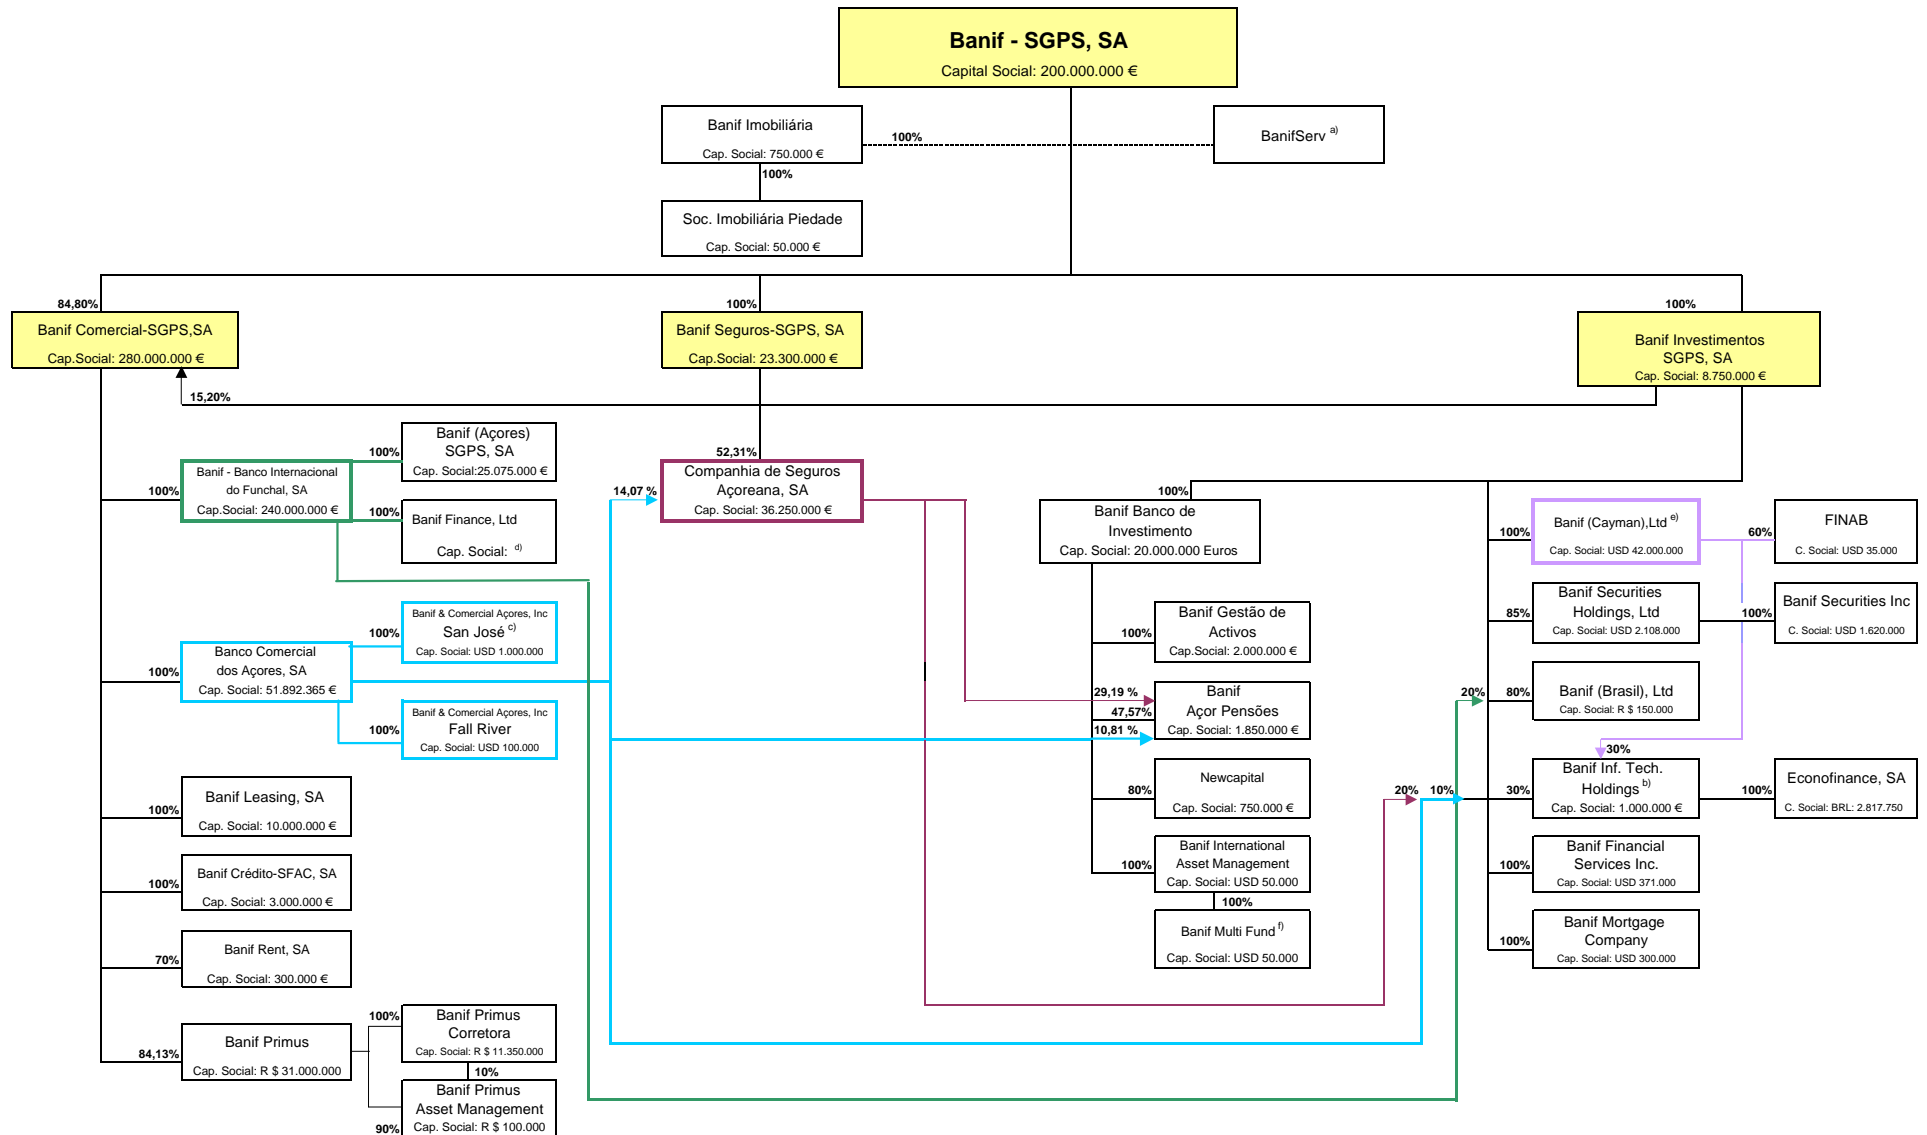 Banif - SGPS, SA
Capital Social: 200.000.000 €
Banif Imobiliária
Cap. Social: 750.000 €
100%
BanifServ a)
100%
Soc. Imobiliária Piedade
Cap. Social: 50.000 €
84,80%
100%
100%
Banif Comercial-SGPS,SA
Cap.Social: 280.000.000 €
Banif Seguros-SGPS, SA
Cap.Social: 23.300.000 €
Banif Investimentos
SGPS, SA
Cap. Social: 8.750.000 €
15,20%
100%
Banif - Banco Internacional
do Funchal, SA
Cap.Social: 240.000.000 €
100%
Banif (Açores)
SGPS, SA
Cap. Social:25.075.000 €
100%
Banif Finance, Ltd
Cap. Social: d)
100%
Banco Comercial
dos Açores, SA
Cap. Social: 51.892.365 €
100%
Banif & Comercial Açores, Inc
San José c)
Cap. Social: USD 1.000.000
100%
Banif & Comercial Açores, Inc
Fall River
Cap. Social: USD 100.000
100%
Banif Leasing, SA
Cap. Social: 10.000.000 €
100%
Banif Crédito-SFAC, SA
Cap. Social: 3.000.000 €
70%
Banif Rent, SA
Cap. Social: 300.000 €
84,13%
Banif Primus
Cap. Social: R $ 31.000.000
100%
Banif Primus
Corretora
Cap. Social: R $ 11.350.000
10%
Banif Primus
Asset Management
Cap. Social: R $ 100.000
90%
52,31%
14,07 %
Companhia de Seguros
Açoreana, SA
Cap. Social: 36.250.000 €
100%
Banif Banco de
Investimento
Cap. Social: 20.000.000 Euros
100%
Banif Gestão de
Activos
Cap.Social: 2.000.000 €
29,19 %
47,57%
10,81 %
Banif
Açor Pensões
Cap. Social: 1.850.000 €
80%
Newcapital
Cap. Social: 750.000 €
100%
Banif International
Asset Management
Cap. Social: USD 50.000
100%
Banif Multi Fund f)
Cap. Social: USD 50.000
100%
Banif (Cayman),Ltd e)
Cap. Social: USD 42.000.000
60%
FINAB
C. Social: USD 35.000
85%
Banif Securities
Holdings, Ltd
Cap. Social: USD 2.108.000
100%
Banif Securities Inc
C. Social: USD 1.620.000
20%
80%
Banif (Brasil), Ltd
Cap. Social: R $ 150.000
30%
20%
10%
30%
Banif Inf. Tech.
Holdings b)
Cap. Social: 1.000.000 €
100%
Econofinance, SA
C. Social: BRL: 2.817.750
100%
Banif Financial
Services Inc.
Cap. Social: USD 371.000
100%
Banif Mortgage
Company
Cap. Social: USD 300.000